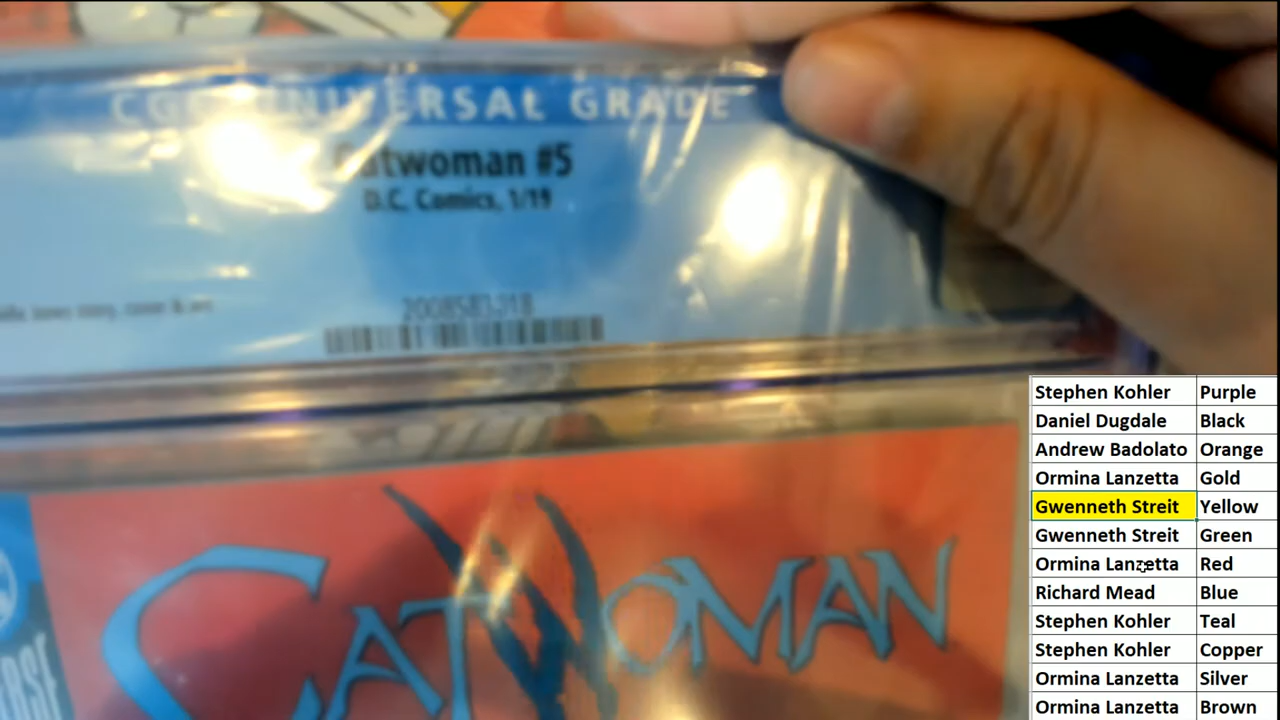 CGC UNIVERSAL GRADE
Catwoman #5
D.C. Comics, 1/19
CATWOMAN
Stephen Kohler Purple
Daniel Dugdale Black
Andrew Badolato Orange
Ormina Lanzetta Gold
Gwenneth Streit Yellow
Gwenneth Streit Green
Ormina Lanzetta Red
Richard Mead Blue
Stephen Kohler Teal
Stephen Kohler Copper
Ormina Lanzetta Silver
Ormina Lanzetta Brown